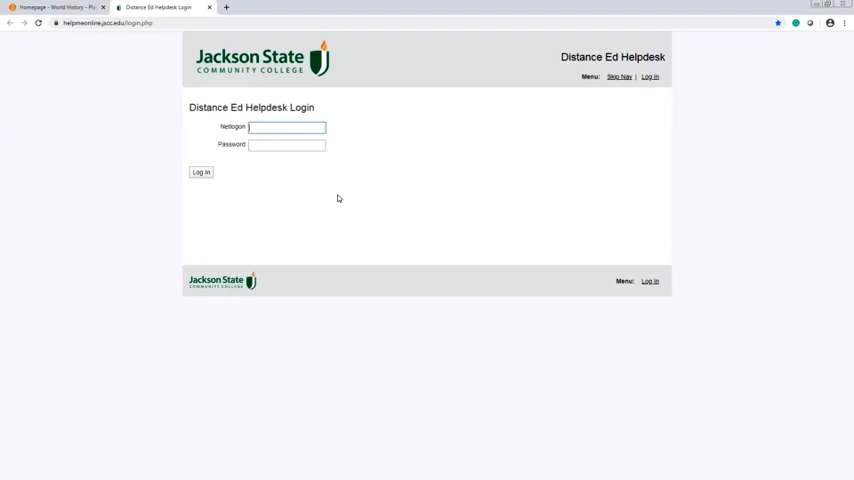 Homepage - World History - Pin
Distance Ed Helpdesk Login
helpmeonline.jscc.edu/login.php
Jackson State
COMMUNITY COLLEGE
Distance Ed Helpdesk
Menu: Skip Nav | Log In
Distance Ed Helpdesk Login
Netlogon
Password
Log In
Jackson State
COMMUNITY COLLEGE
Menu: Log In